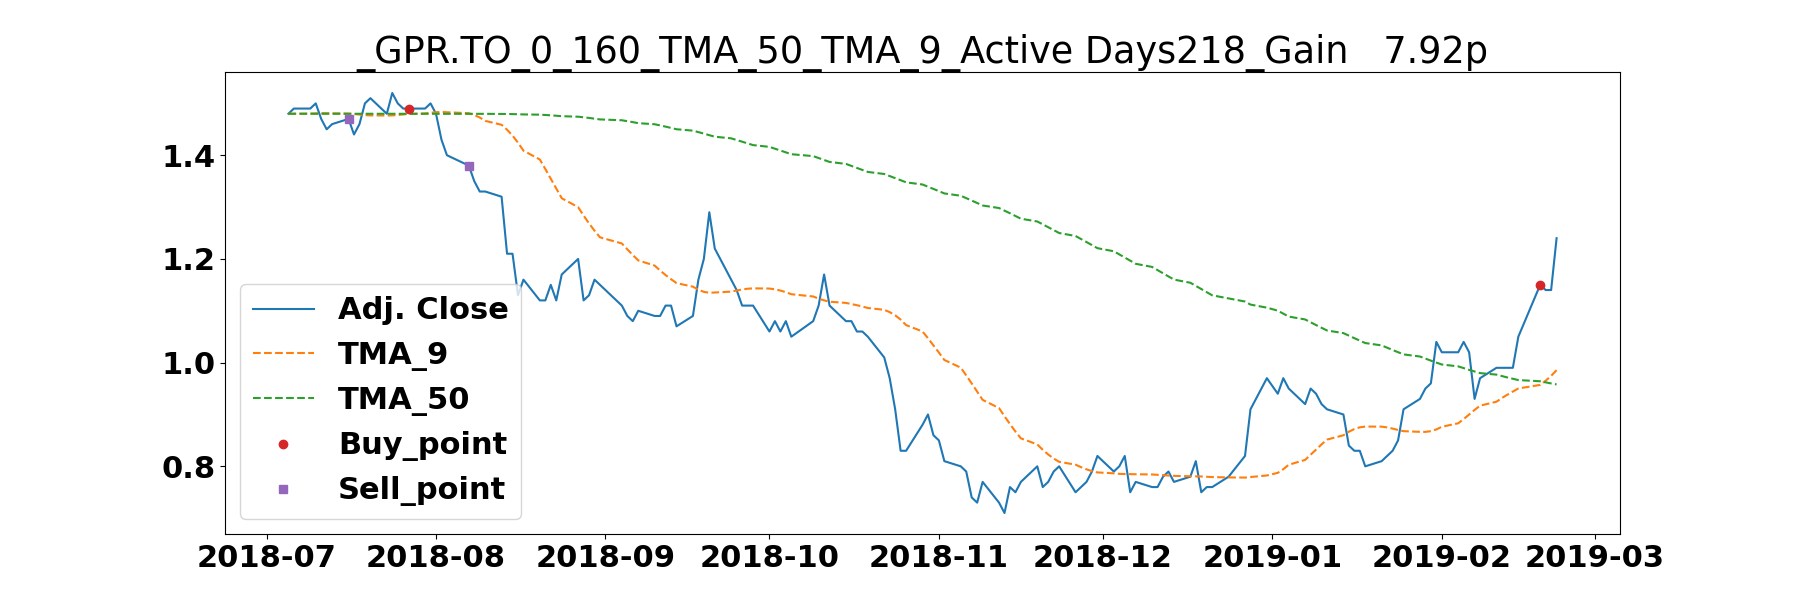 _GPR.TO_0_160_TMA_50_TMA_9_Active Days218_Gain   7.92p
1.4
1.2
1.0
0.8
Adj. Close
TMA_9
TMA_50
Buy_point
Sell_point
2018-07 2018-08 2018-09 2018-10 2018-11 2018-12 2019-01 2019-02 2019-03